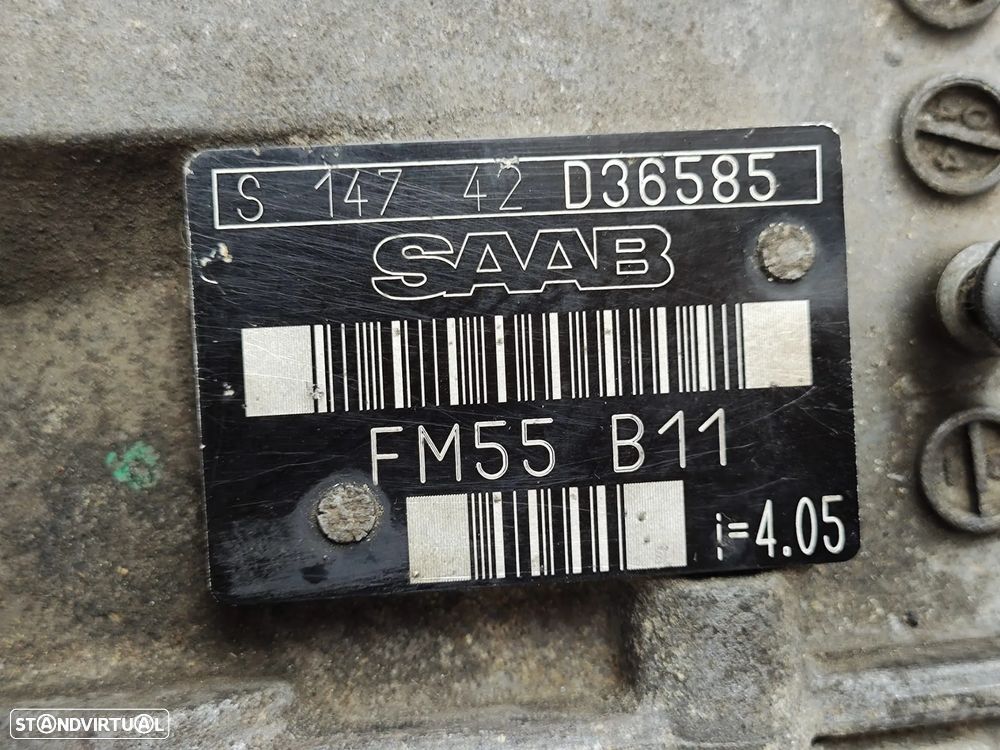 S 147 42 D36585
SAAB
FM55 B11
i=4.05
STANDVIRTUAL